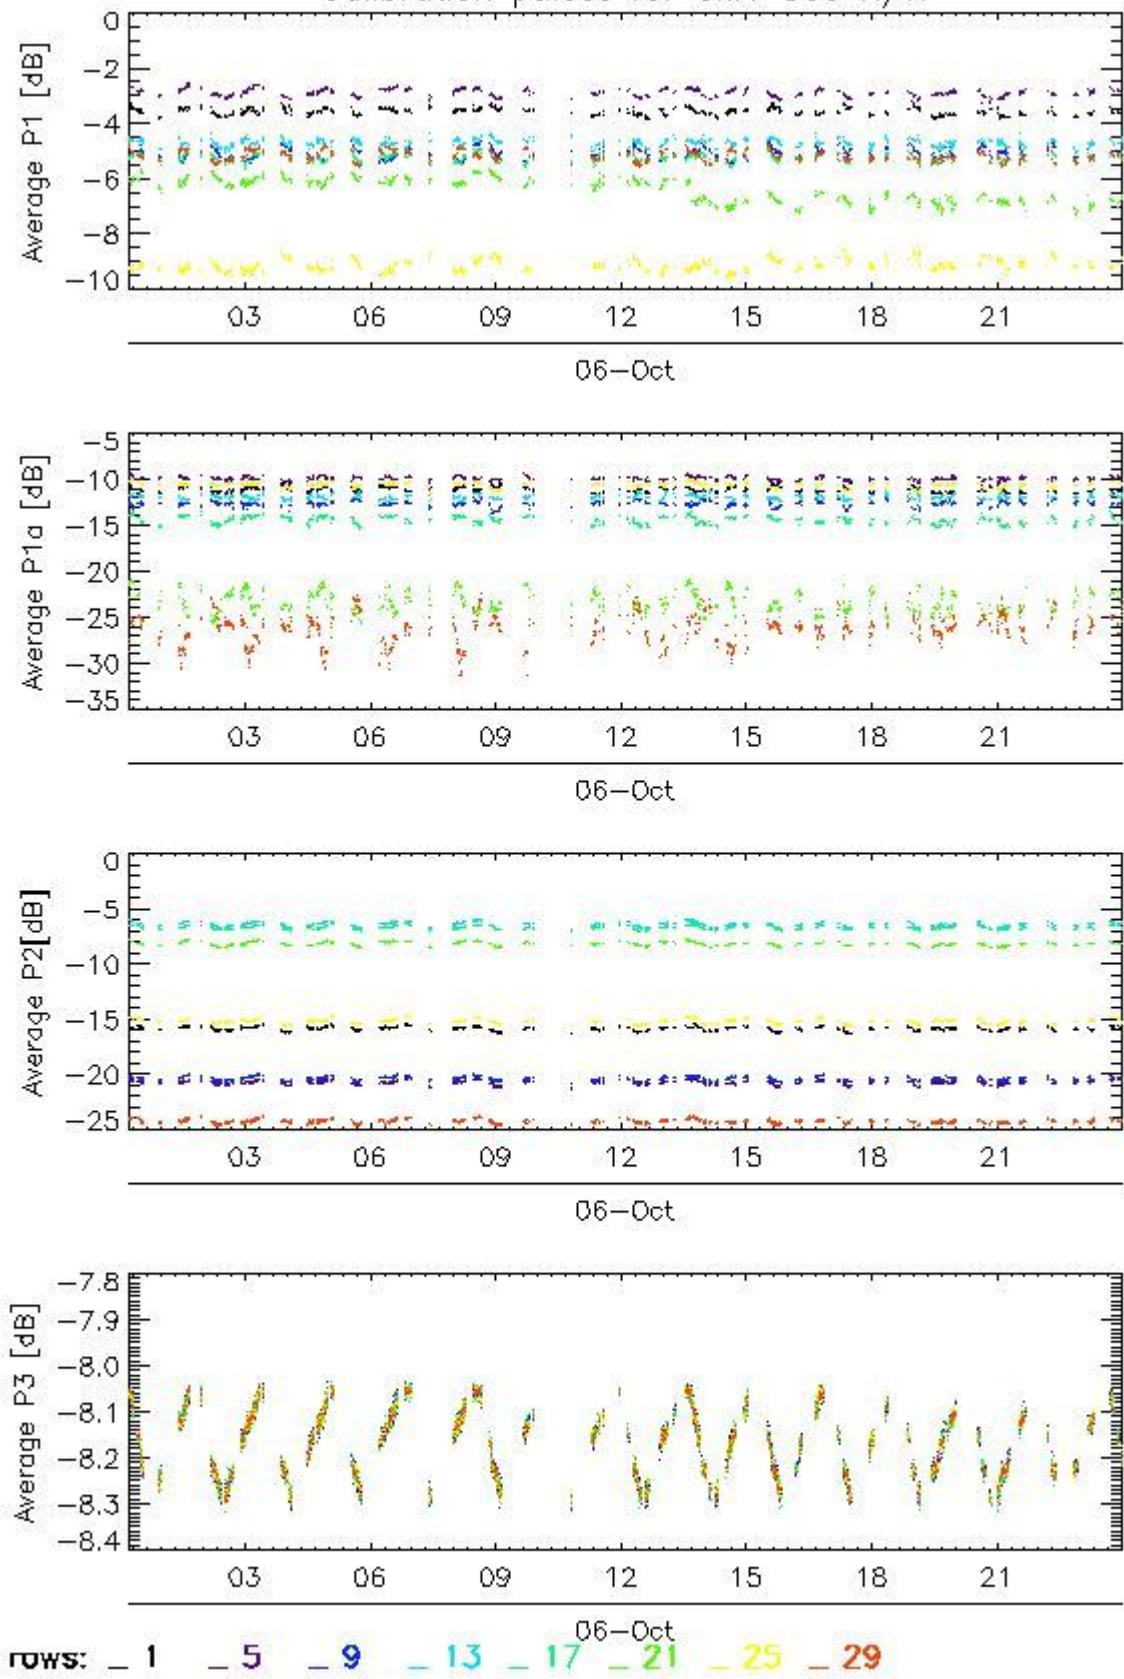 0
-2
-4
-6
-8
-10
Average P1 [dB]
03 06 09 12 15 18 21
06-Oct
-5
-10
-15
-20
-25
-30
-35
Average P1a [dB]
03 06 09 12 15 18 21
06-Oct
0
-5
-10
-15
-20
-25
Average P2[dB]
03 06 09 12 15 18 21
06-Oct
-7.8
-7.9
-8.0
-8.1
-8.2
-8.3
-8.4
Average P3 [dB]
03 06 09 12 15 18 21
06-Oct
rows: _ 1 _ 5 _ 9 _ 13 _ 17 _ 21 _ 25 _ 29